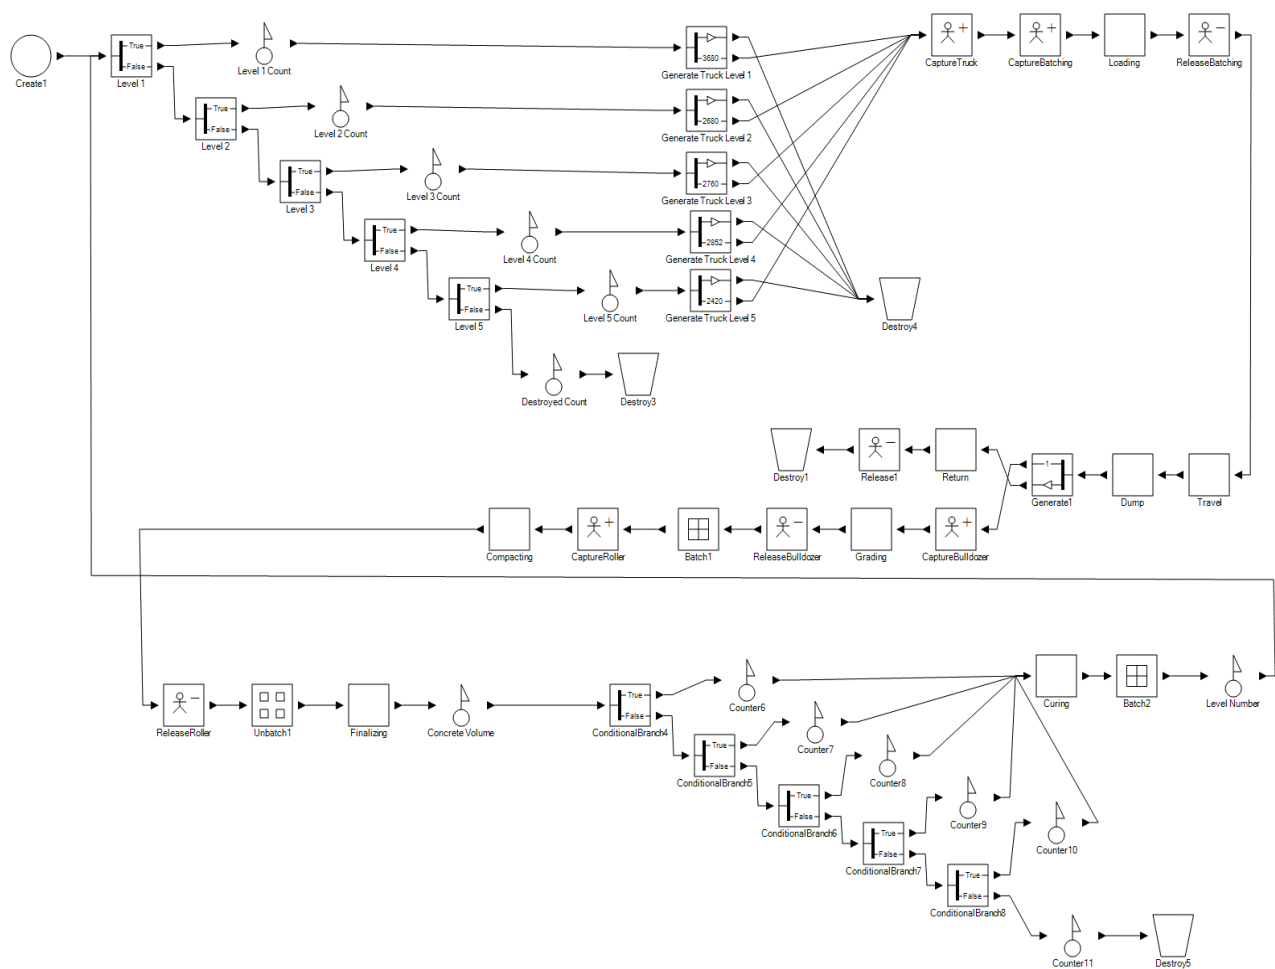 Create1
True
False
Level 1
Level 1 Count
3680
Generate Truck Level 1
CaptureTruck
CaptureBatching
Loading
ReleaseBatching
True
False
Level 2
Level 2 Count
2680
Generate Truck Level 2
True
False
Level 3
Level 3 Count
2760
Generate Truck Level 3
True
False
Level 4
Level 4 Count
2852
Generate Truck Level 4
True
False
Level 5
Level 5 Count
2420
Generate Truck Level 5
Destroy4
Destroyed Count
Destroy3
Destroy1
Release1
Return
1
Generate1
Dump
Travel
Compacting
CaptureRoller
Batch1
ReleaseBulldozer
Grading
CaptureBulldozer
ReleaseRoller
Unbatch1
Finalizing
Concrete Volume
True
False
ConditionalBranch4
Counter6
Curing
Batch2
Level Number
True
False
ConditionalBranch5
Counter7
True
False
ConditionalBranch6
Counter8
True
False
ConditionalBranch7
Counter9
True
False
ConditionalBranch8
Counter10
Counter11
Destroy5